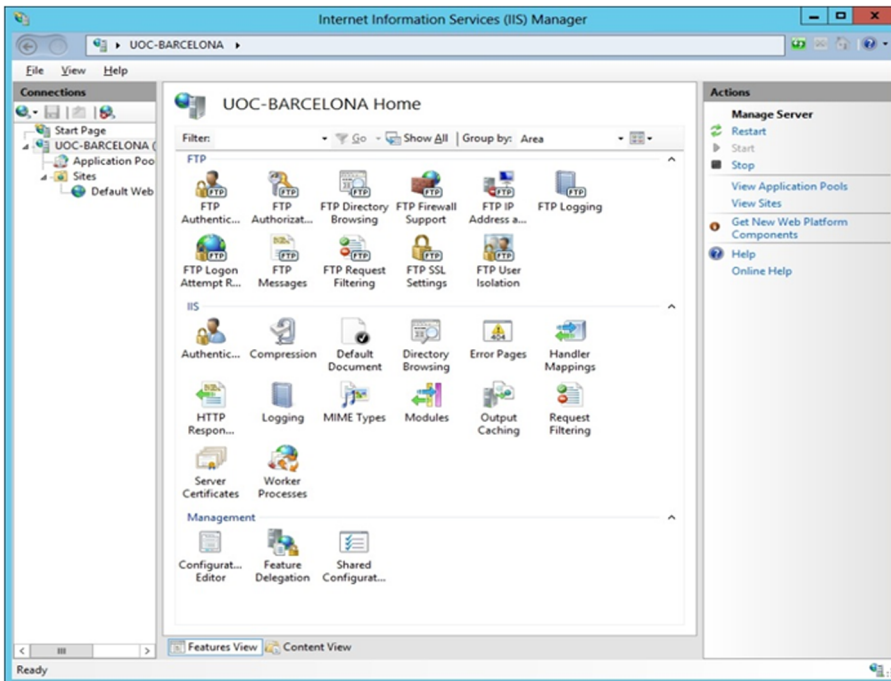 Internet Information Services (IIS) Manager
UOC-BARCELONA
File View Help
Connections
Start Page
UOC-BARCELONA (
Application Poo
Sites
Default Web
UOC-BARCELONA Home
Filter: Go Show All Group by: Area
FTP
FTP Authentic...
FTP Authorizat...
FTP Directory Browsing
FTP Firewall Support
FTP IP Address a...
FTP Logging
FTP Logon Attempt R...
FTP Messages
FTP Request Filtering
FTP SSL Settings
FTP User Isolation
IIS
Authentic...
Compression
Default Document
Directory Browsing
Error Pages
Handler Mappings
HTTP Respon...
Logging
MIME Types
Modules
Output Caching
Request Filtering
Server Certificates
Worker Processes
Management
Configurat... Editor
Feature Delegation
Shared Configurat...
Features View Content View
Actions
Manage Server
Restart
Start
Stop
View Application Pools
View Sites
Get New Web Platform
Components
Help
Online Help
Ready